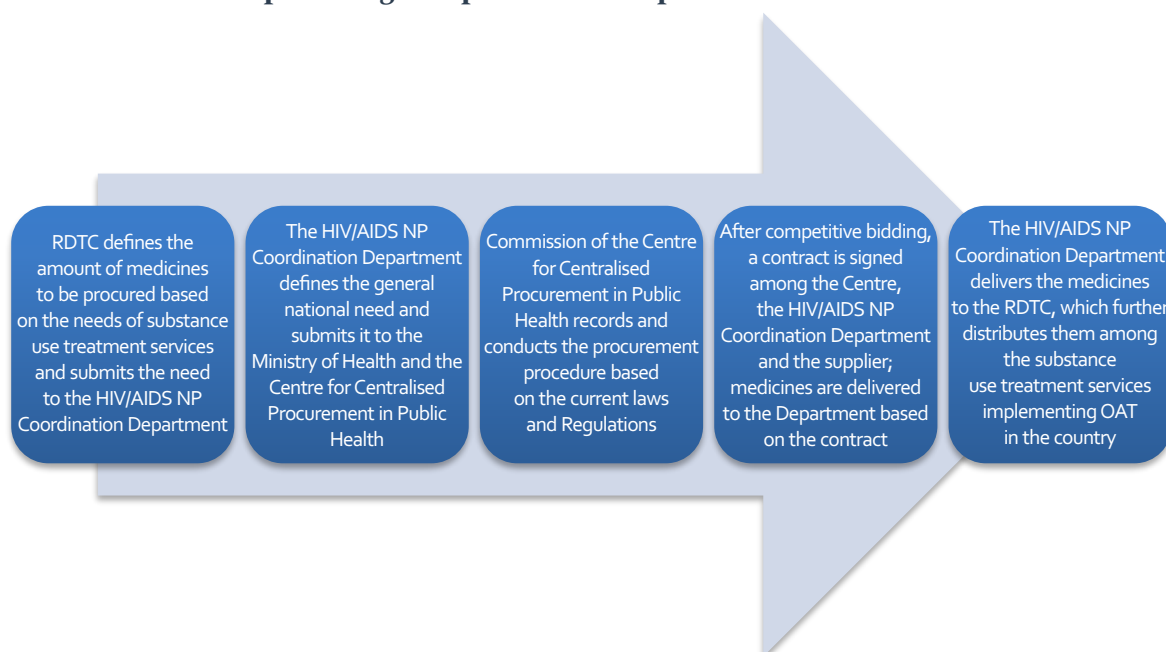 RDTC defines the
amount of medicines
to be procured based
on the needs of substance
use treatment services
and submits the need
to the HIV/AIDS NP
Coordination Department
The HIV/AIDS NP
Coordination Department
defines the general
national need and
submits it to the
Ministry of Health and the
Centre for Centralised
Procurement in Public
Health
Commission of the Centre
for Centralised
Procurement in Public
Health records and
conducts the procurement
procedure based
on the current laws
and Regulations
After competitive bidding,
a contract is signed
among the Centre,
the HIV/AIDS NP
Coordination Department
and the supplier;
medicines are delivered
to the Department based
on the contract
The HIV/AIDS NP
Coordination Department
delivers the medicines
to the RDTC, which further
distributes them among
the substance
use treatment services
implementing OAT
in the country